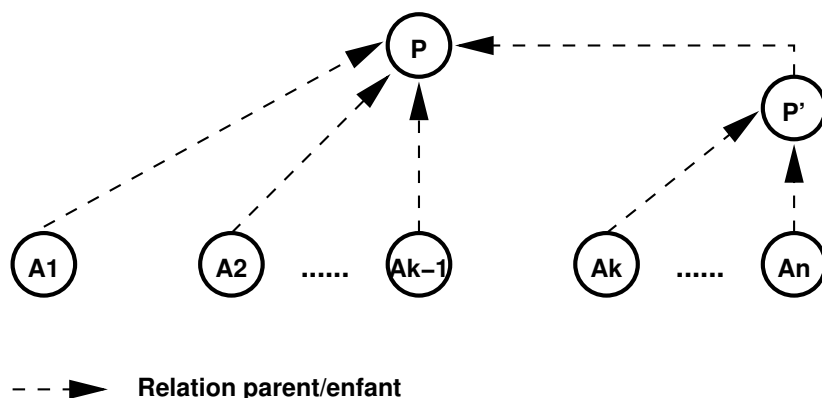 P
P'
A1 A2 ...... Ak−1 Ak ...... An
Relation parent/enfant